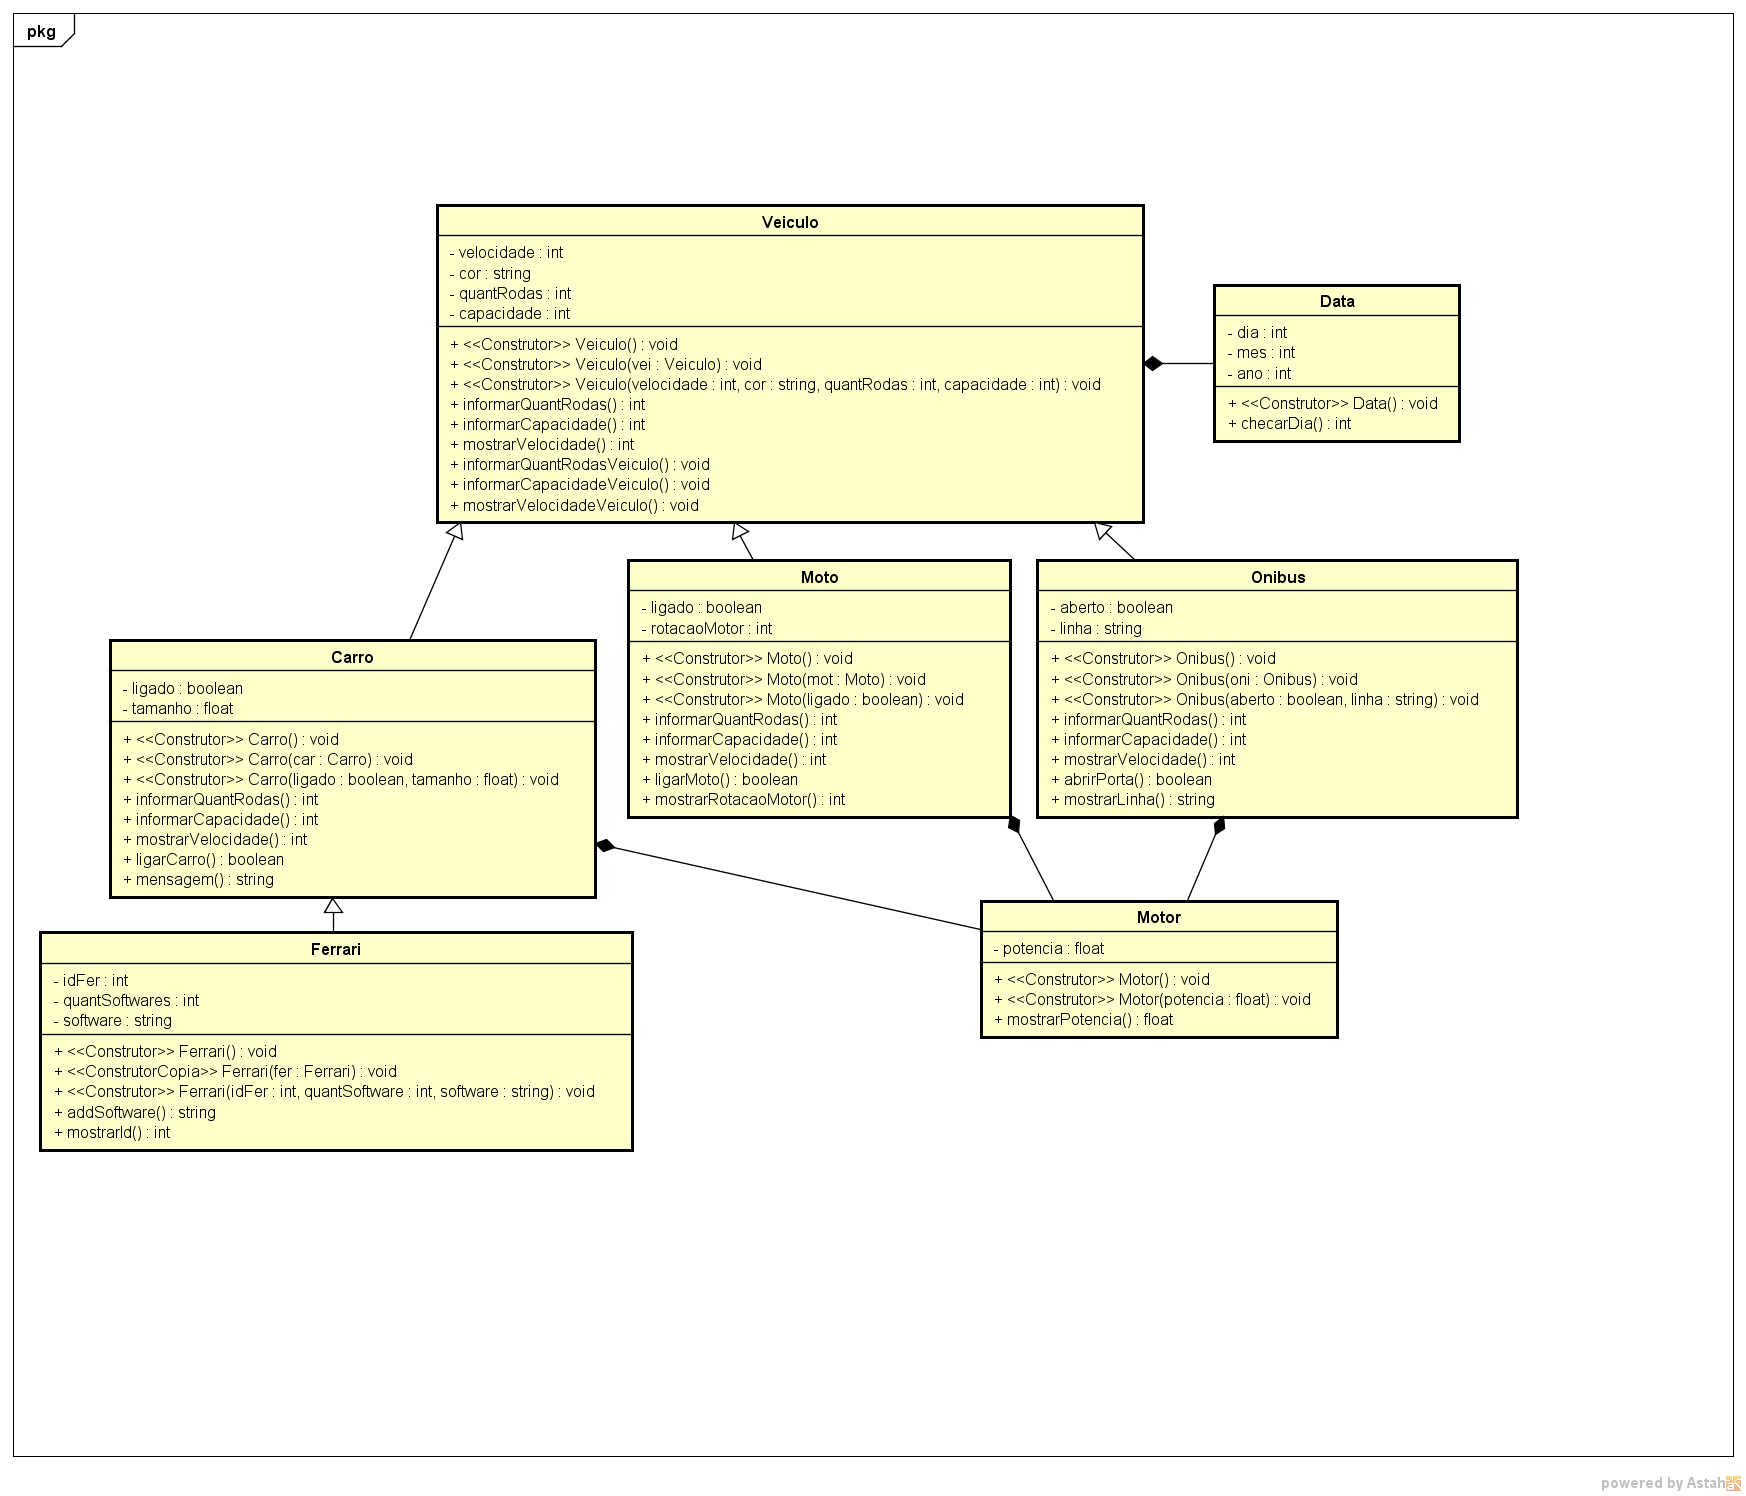 pkg
Veiculo
- velocidade : int
- cor : string
- quantRodas : int
- capacidade : int
+ <<Construtor>> Veiculo() : void
+ <<Construtor>> Veiculo(vei : Veiculo) : void
+ <<Construtor>> Veiculo(velocidade : int, cor : string, quantRodas : int, capacidade : int) : void
+ informarQuantRodas() : int
+ informarCapacidade() : int
+ mostrarVelocidade() : int
+ informarQuantRodasVeiculo() : void
+ informarCapacidadeVeiculo() : void
+ mostrarVelocidadeVeiculo() : void
Data
- dia : int
- mes : int
- ano : int
+ <<Construtor>> Data() : void
+ checarDia() : int
Moto
- ligado : boolean
- rotacaoMotor : int
+ <<Construtor>> Moto() : void
+ <<Construtor>> Moto(mot : Moto) : void
+ <<Construtor>> Moto(ligado : boolean) : void
+ informarQuantRodas() : int
+ informarCapacidade() : int
+ mostrarVelocidade() : int
+ ligarMoto() : boolean
+ mostrarRotacaoMotor() : int
Onibus
- aberto : boolean
- linha : string
+ <<Construtor>> Onibus() : void
+ <<Construtor>> Onibus(oni : Onibus) : void
+ <<Construtor>> Onibus(aberto : boolean, linha : string) : void
+ informarQuantRodas() : int
+ informarCapacidade() : int
+ mostrarVelocidade() : int
+ abrirPorta() : boolean
+ mostrarLinha() : string
Carro
- ligado : boolean
- tamanho : float
+ <<Construtor>> Carro() : void
+ <<Construtor>> Carro(car : Carro) : void
+ <<Construtor>> Carro(ligado : boolean, tamanho : float) : void
+ informarQuantRodas() : int
+ informarCapacidade() : int
+ mostrarVelocidade() : int
+ ligarCarro() : boolean
+ mensagem() : string
Motor
- potencia : float
+ <<Construtor>> Motor() : void
+ <<Construtor>> Motor(potencia : float) : void
+ mostrarPotencia() : float
Ferrari
- idFer : int
- quantSoftwares : int
- software : string
+ <<Construtor>> Ferrari() : void
+ <<ConstrutorCopia>> Ferrari(fer : Ferrari) : void
+ <<Construtor>> Ferrari(idFer : int, quantSoftware : int, software : string) : void
+ addSoftware() : string
+ mostrarId() : int
powered by Astah